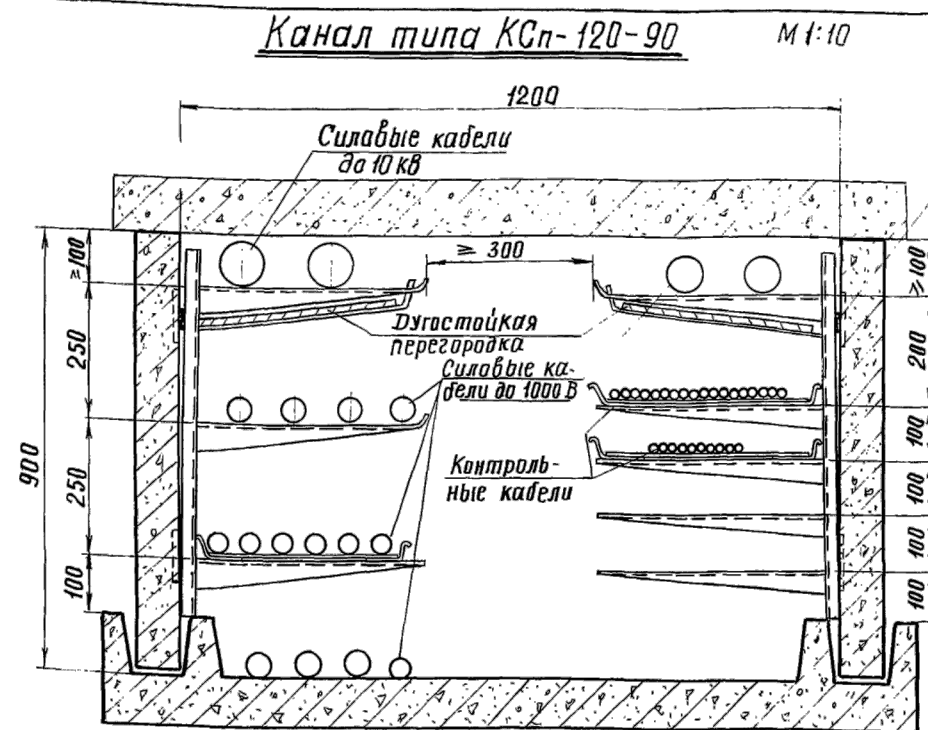 Канал типа КСп-120-90
М 1:10
1200
Силовые кабели
до 10 кВ
≥100
≥ 300
≥100
Дугостойкая
перегородка
250
200
Силовые ка-
бели до 1000 В
900
100
250
Контроль-
ные кабели
100
100
100
100